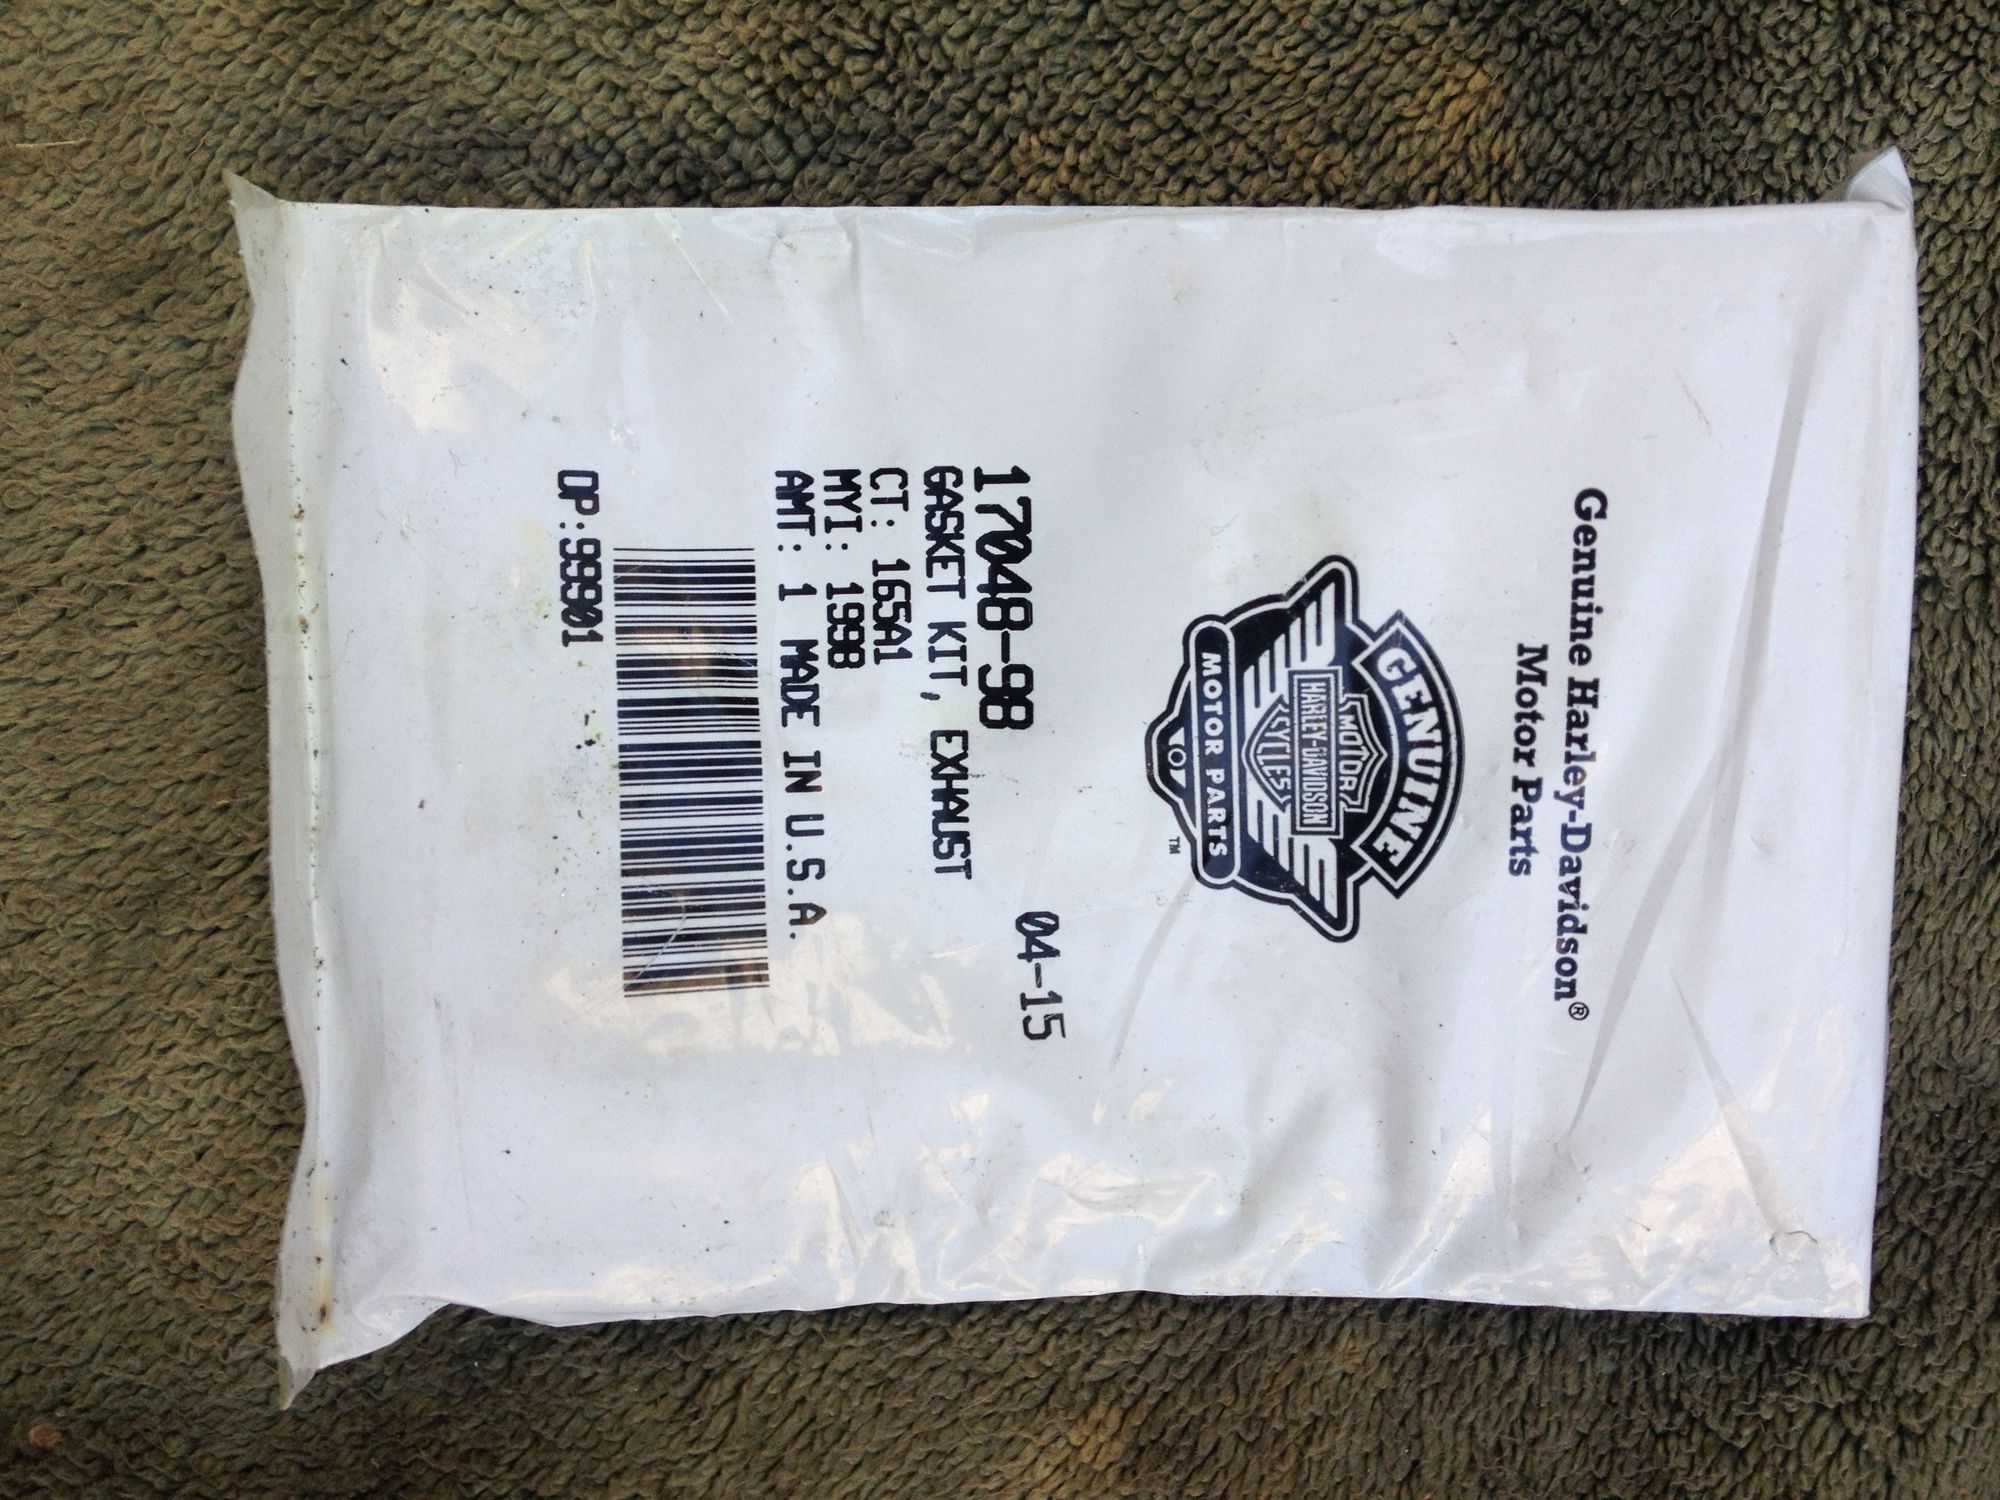 Genuine Harley-Davidson®
Motor Parts
GENUINE
MOTOR
HARLEY-DAVIDSON
CYCLES
MOTOR PARTS
TM
04-15
17048-98
GASKET KIT, EXHAUST
CT: 165A1
MYI: 1998
AMT: 1 MADE IN U.S.A.
DP:99901